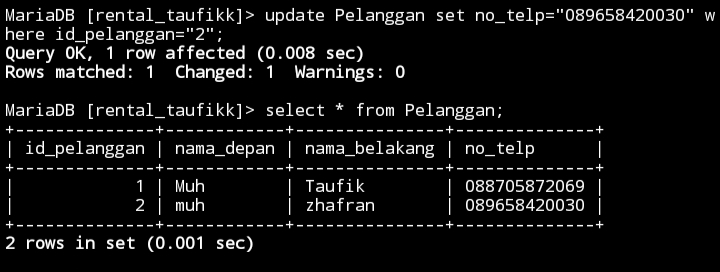 MariaDB [rental_taufikk]> update Pelanggan set no_telp="089658420030" w
here id_pelanggan="2";
Query OK, 1 row affected (0.008 sec)
Rows matched: 1  Changed: 1  Warnings: 0

MariaDB [rental_taufikk]> select * from Pelanggan;
+--------------+------------+---------------+--------------+
| id_pelanggan | nama_depan | nama_belakang | no_telp      |
+--------------+------------+---------------+--------------+
|            1 | Muh        | Taufik        | 088705872069 |
|            2 | muh        | zhafran       | 089658420030 |
+--------------+------------+---------------+--------------+
2 rows in set (0.001 sec)